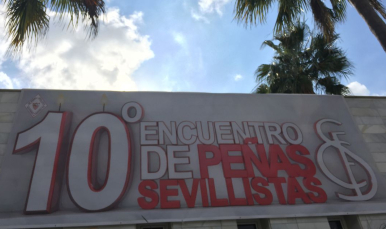 10º ENCUENTRO
DE PEÑAS
SEVILLISTAS